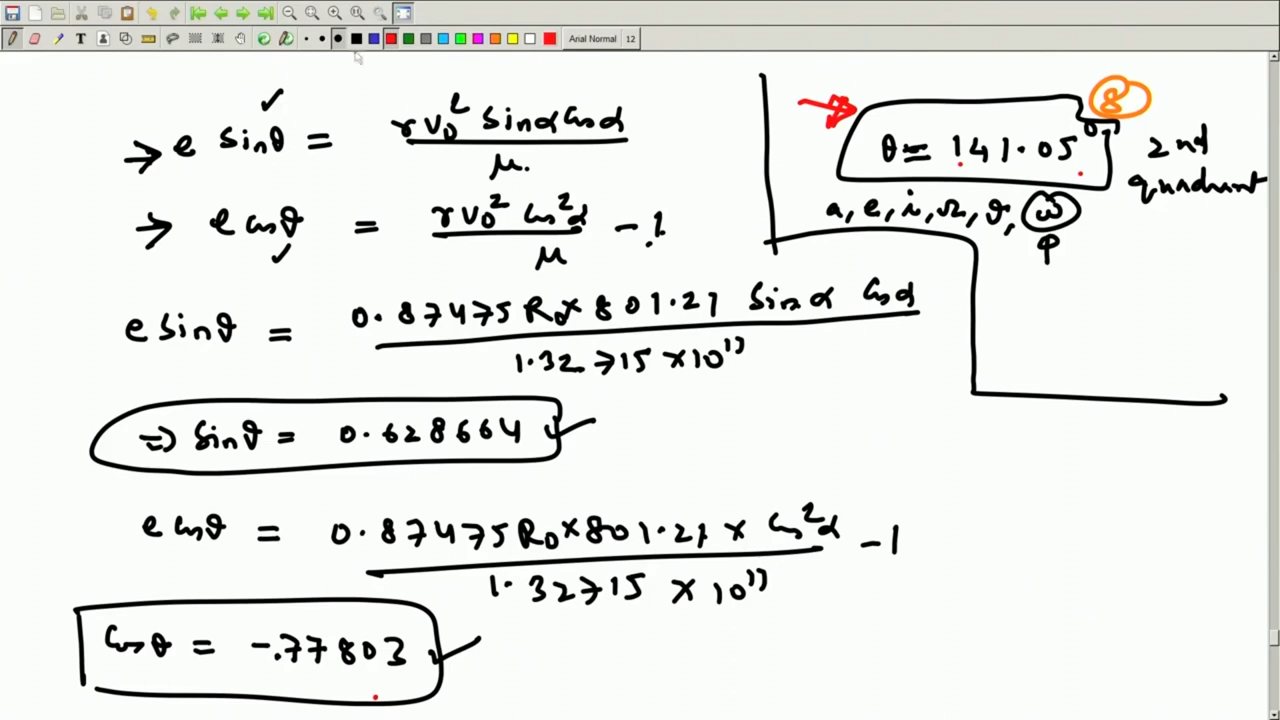 Arial Normal 12
→ e sinθ = r v₀² sinα cosα / μ.
→ e cosθ = r v₀² cos²α / μ - 1
e sinθ = 0.87475 R₀ × 801.27 sinα cosα / 1.32715 × 10¹¹
⇒ sinθ = 0.628664 ✓
e cosθ = 0.87475 R₀ × 801.27 × cos²α / 1.32715 × 10¹¹ - 1
cosθ = -.77803 ✓
8
θ = 141.05°
2nd
quadrant
a, e, i, Ω, θ, ω
φ